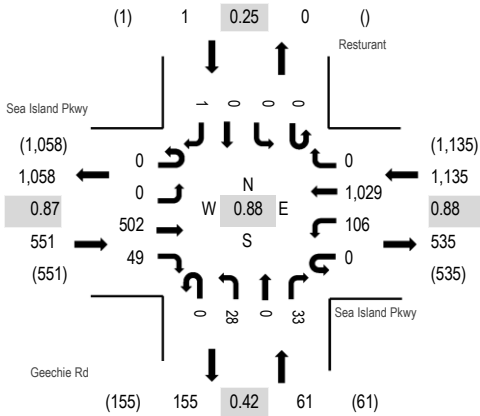 (1) 1 0.25 0 ()
Resturant
1 0 0 0
Sea Island Pkwy
(1,058) 0 0 (1,135)
1,058 0 N 1,029 1,135
0.87 W 0.88 E 0.88
502 S 106
551 49 0 535
(551) (535)
0 28 0 33
Sea Island Pkwy
Geechie Rd
(155) 155 0.42 61 (61)